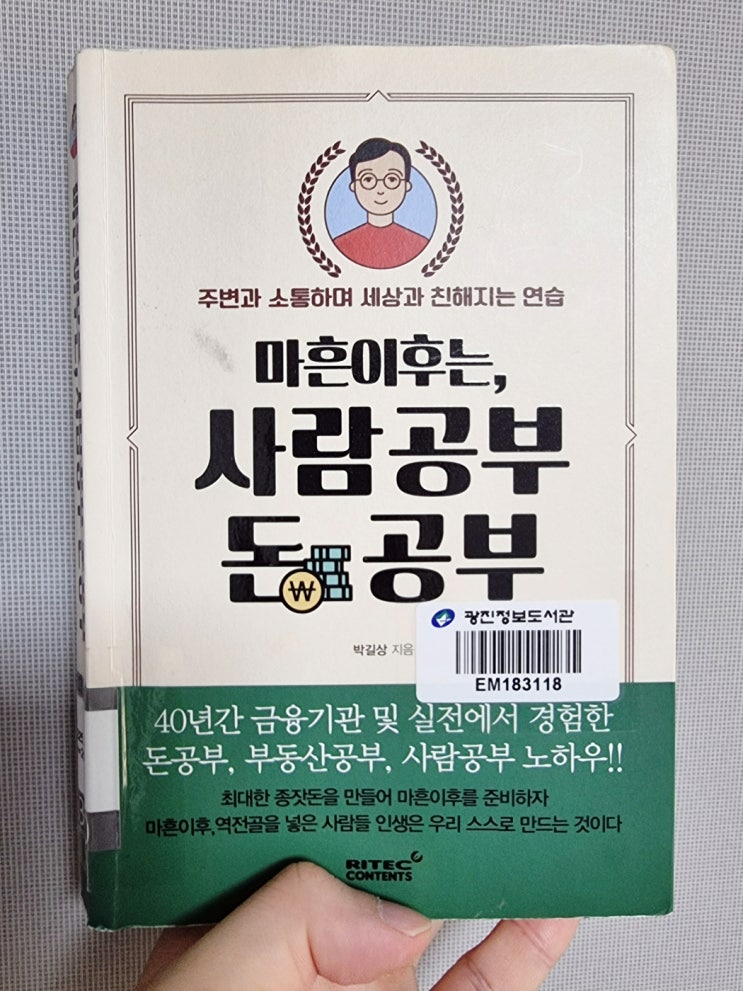 주변과 소통하며 세상과 친해지는 연습
마흔이후는,
사람공부
돈 공부
박길상 지음
광진정보도서관
EM183118
40년간 금융기관 및 실전에서 경험한
돈공부, 부동산공부, 사람공부 노하우!!
최대한 종잣돈을 만들어 마흔이후를 준비하자
마흔이후,역전골을 넣은 사람들 인생은 우리 스스로 만드는 것이다
RITEC
CONTENTS